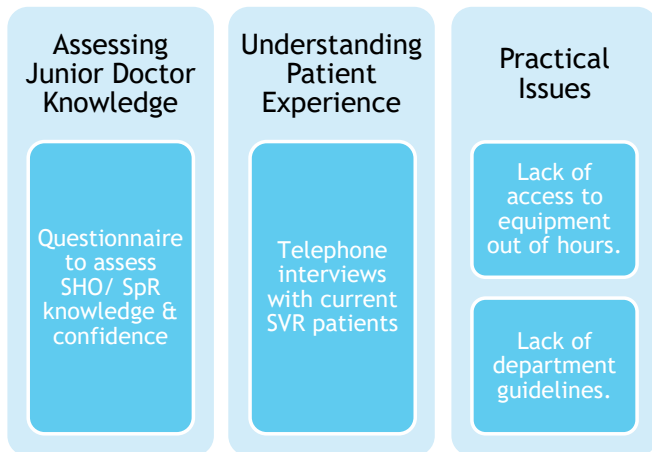 Assessing
Junior Doctor
Knowledge
Questionnaire
to assess
SHO/ SpR
knowledge &
confidence
Understanding
Patient
Experience
Telephone
interviews
with current
SVR patients
Practical
Issues
Lack of
access to
equipment
out of hours.
Lack of
department
guidelines.